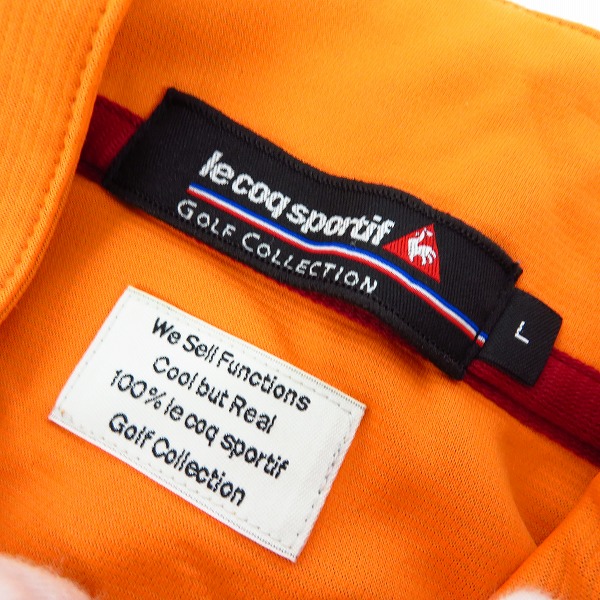 le coq sportif
GOLF COLLECTION
L
We Sell Functions
Cool but Real
100% le coq sportif
Golf Collection